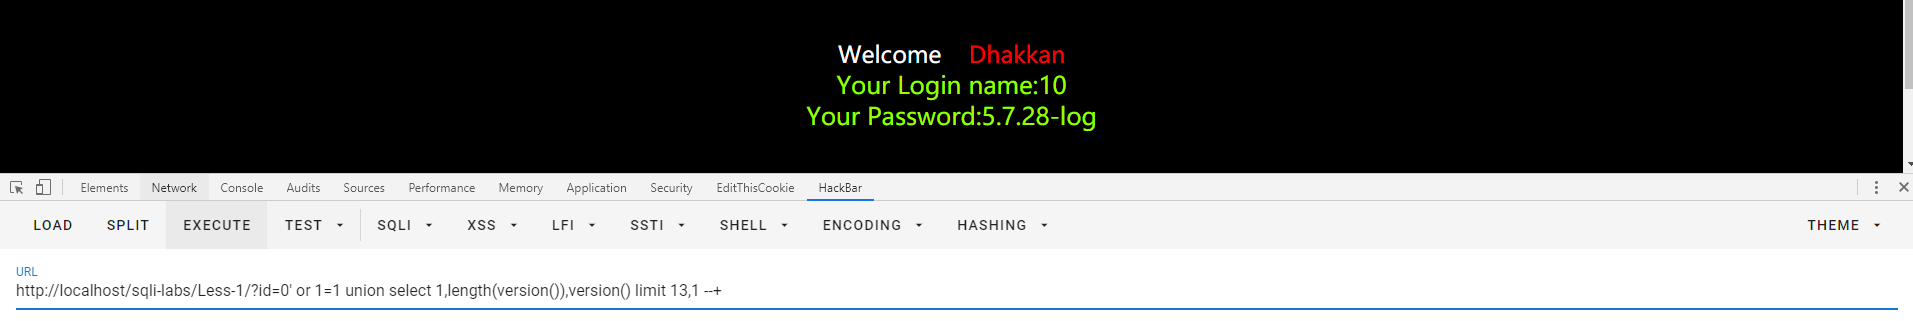 Welcome Dhakkan
Your Login name:10
Your Password:5.7.28-log
Elements Network Console Audits Sources Performance Memory Application Security EditThisCookie HackBar
LOAD SPLIT EXECUTE TEST SQLI XSS LFI SSTI SHELL ENCODING HASHING THEME
URL
http://localhost/sqli-labs/Less-1/?id=0' or 1=1 union select 1,length(version()),version() limit 13,1 --+